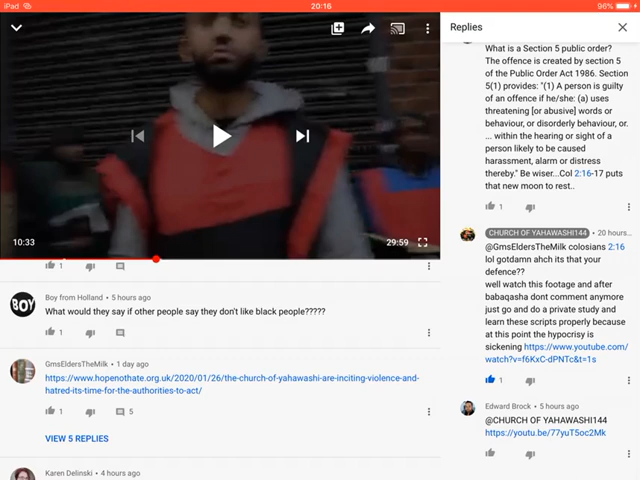 iPad
20:16
96%
10:33
29:59
1
BOY
Boy from Holland • 5 hours ago
What would they say if other people say they don't like black people?????
1
GmsEldersTheMilk • 1 day ago
https://www.hopenothate.org.uk/2020/01/26/the-church-of-yahawashi-are-inciting-violence-and-
hatred-its-time-for-the-authorities-to-act/
1
5
VIEW 5 REPLIES
Karen Delinski • 4 hours ago
Replies
What is a Section 5 public order?
The offence is created by section 5
of the Public Order Act 1986. Section
5(1) provides: "(1) A person is guilty
of an offence if he/she: (a) uses
threatening [or abusive] words or
behaviour, or disorderly behaviour, or.
... within the hearing or sight of a
person likely to be caused
harassment, alarm or distress
thereby." Be wiser...Col 2:16-17 puts
that new moon to rest..
1
CHURCH OF YAHAWASHI144 • 20 hours...
@GmsEldersTheMilk colosians 2:16
lol gotdamn ahch its that your
defence??
well watch this footage and after
babaqasha dont comment anymore
just go and do a private study and
learn these scripts properly because
at this point the hypocrisy is
sickening https://www.youtube.com/
watch?v=f6KxC-dPNTc&t=1s
1
Edward Brock • 5 hours ago
@CHURCH OF YAHAWASHI144
https://youtu.be/77yuT5oc2Mk